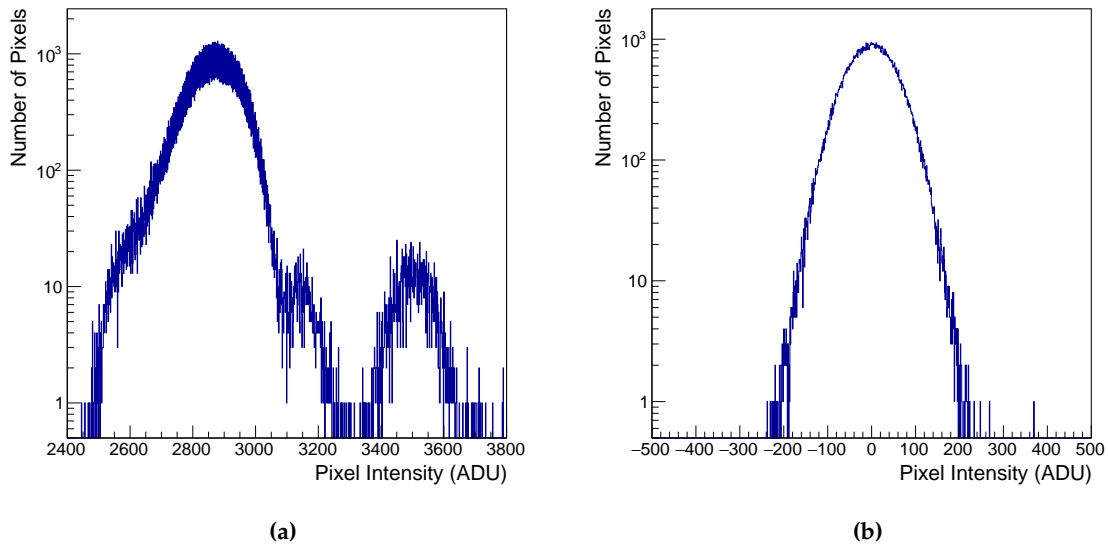 Number of Pixels
10³
10²
10
1
2400 2600 2800 3000 3200 3400 3600 3800
Pixel Intensity (ADU)
(a)
Number of Pixels
10³
10²
10
1
−500 −400 −300 −200 −100 0 100 200 300 400 500
Pixel Intensity (ADU)
(b)